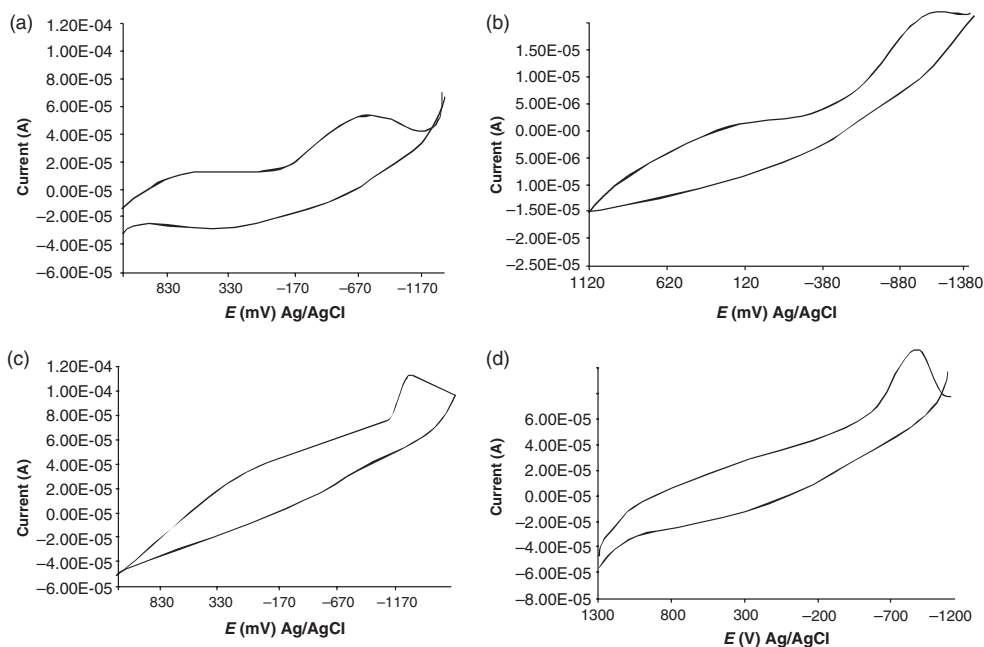 (a)
1.20E-04
1.00E-04
8.00E-05
6.00E-05
4.00E-05
2.00E-05
0.00E-05
−2.00E-05
−4.00E-05
−6.00E-05
Current (A)
830 330 −170 −670 −1170
E (mV) Ag/AgCl
(b)
1.50E-05
1.00E-05
5.00E-06
0.00E-00
5.00E-06
1.00E-05
−1.50E-05
−2.00E-05
−2.50E-05
Current (A)
1120 620 120 −380 −880 −1380
E (mV) Ag/AgCl
(c)
1.20E-04
1.00E-04
8.00E-05
6.00E-05
4.00E-05
2.00E-05
0.00E-05
−2.00E-05
−4.00E-05
−6.00E-05
Current (A)
830 330 −170 −670 −1170
E (mV) Ag/AgCl
(d)
6.00E-05
4.00E-05
2.00E-05
0.00E-05
−2.00E-05
−4.00E-05
−6.00E-05
−8.00E-05
Current (A)
1300 800 300 −200 −700 −1200
E (V) Ag/AgCl